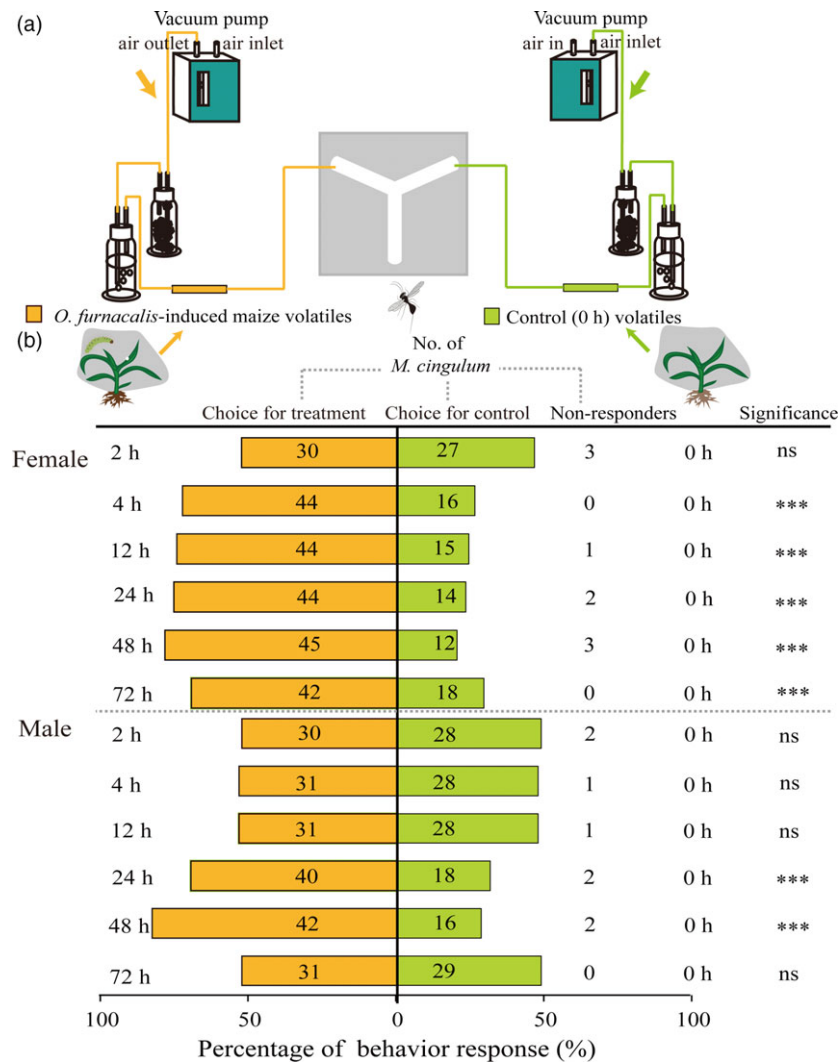 (a)
Vacuum pump
air outlet air inlet
Vacuum pump
air in air inlet
O. furnacalis-induced maize volatiles
Control (0 h) volatiles
(b)
No. of
M. cingulum
Choice for treatment Choice for control Non-responders Significance
Female
2 h 30 27 3 0 h ns
4 h 44 16 0 0 h ***
12 h 44 15 1 0 h ***
24 h 44 14 2 0 h ***
48 h 45 12 3 0 h ***
72 h 42 18 0 0 h ***
Male
2 h 30 28 2 0 h ns
4 h 31 28 1 0 h ns
12 h 31 28 1 0 h ns
24 h 40 18 2 0 h ***
48 h 42 16 2 0 h ***
72 h 31 29 0 0 h ns
100 50 0 50 100
Percentage of behavior response (%)